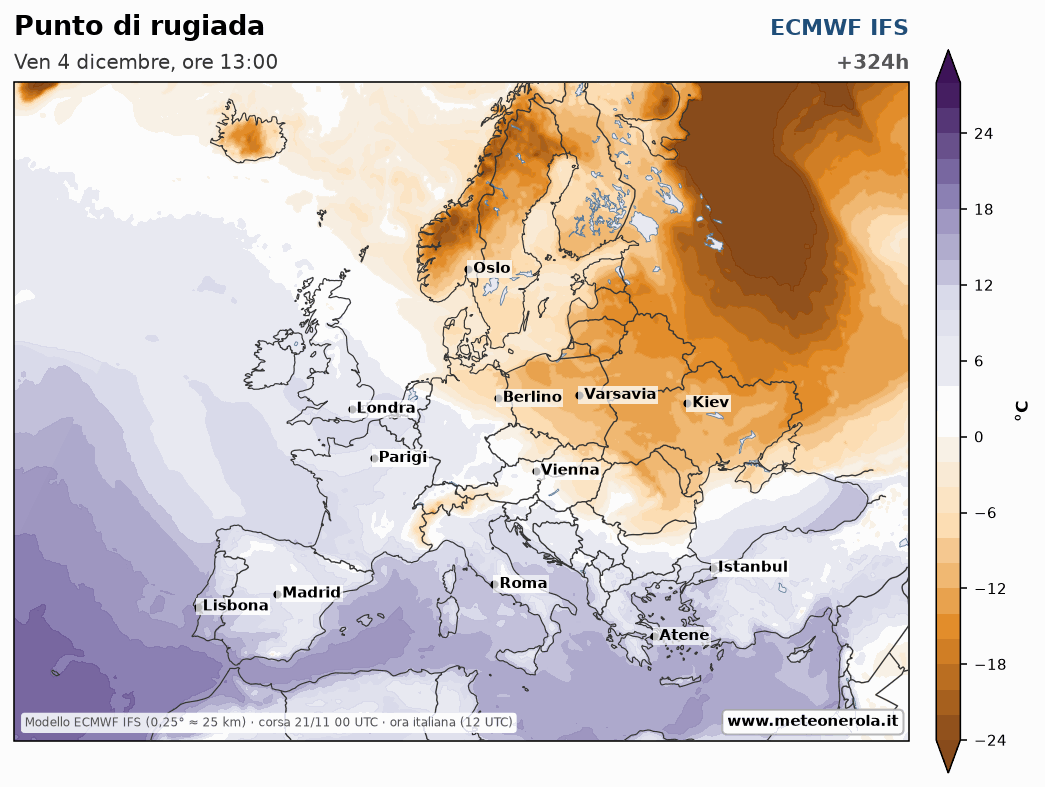 Punto di rugiada
ECMWF IFS
Ven 4 dicembre, ore 13:00
+324h
24
18
12
6
0
−6
−12
−18
−24
°C
Oslo
Berlino
Varsavia
Kiev
Londra
Parigi
Vienna
Istanbul
Roma
Madrid
Lisbona
Atene
Modello ECMWF IFS (0,25° ≈ 25 km) · corsa 21/11 00 UTC · ora italiana (12 UTC)
www.meteonerola.it